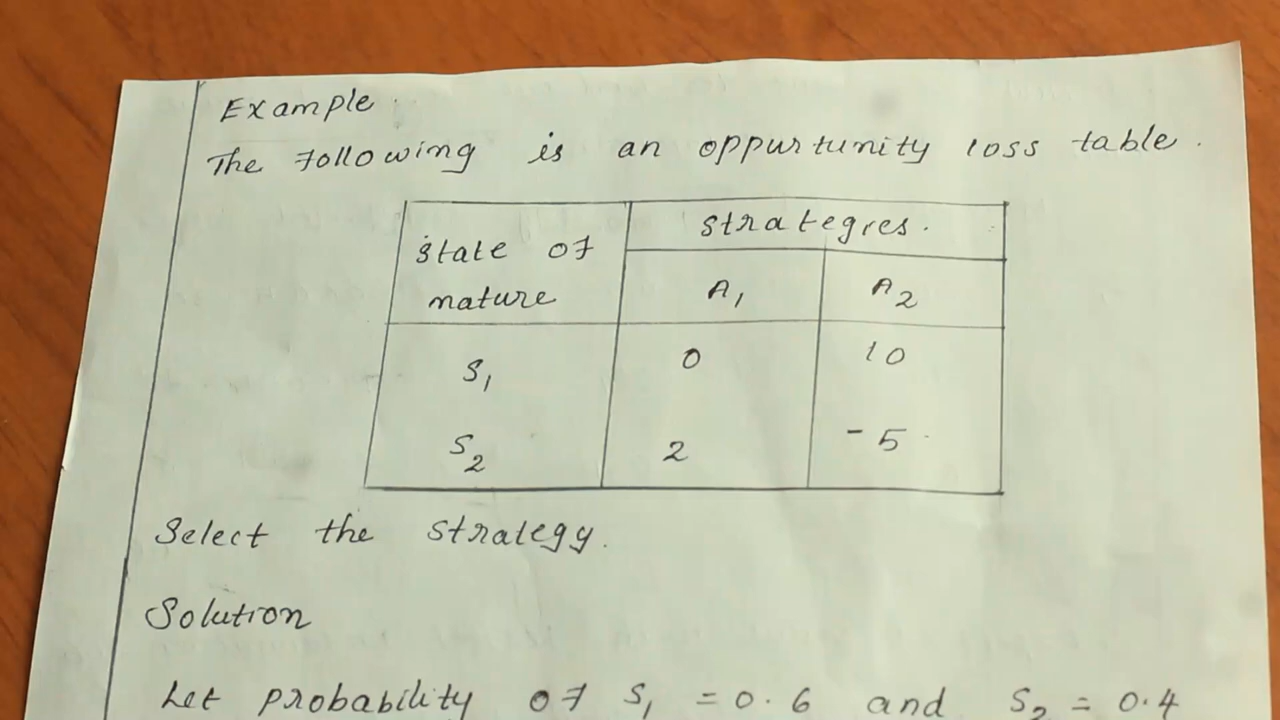 Example.
The following is an oppurtunity loss table.
State of nature
strategies.
A1 A2
S1 0 10
S2 2 -5
Select the strategy.
Solution
Let probability of S1 = 0.6 and S2 = 0.4